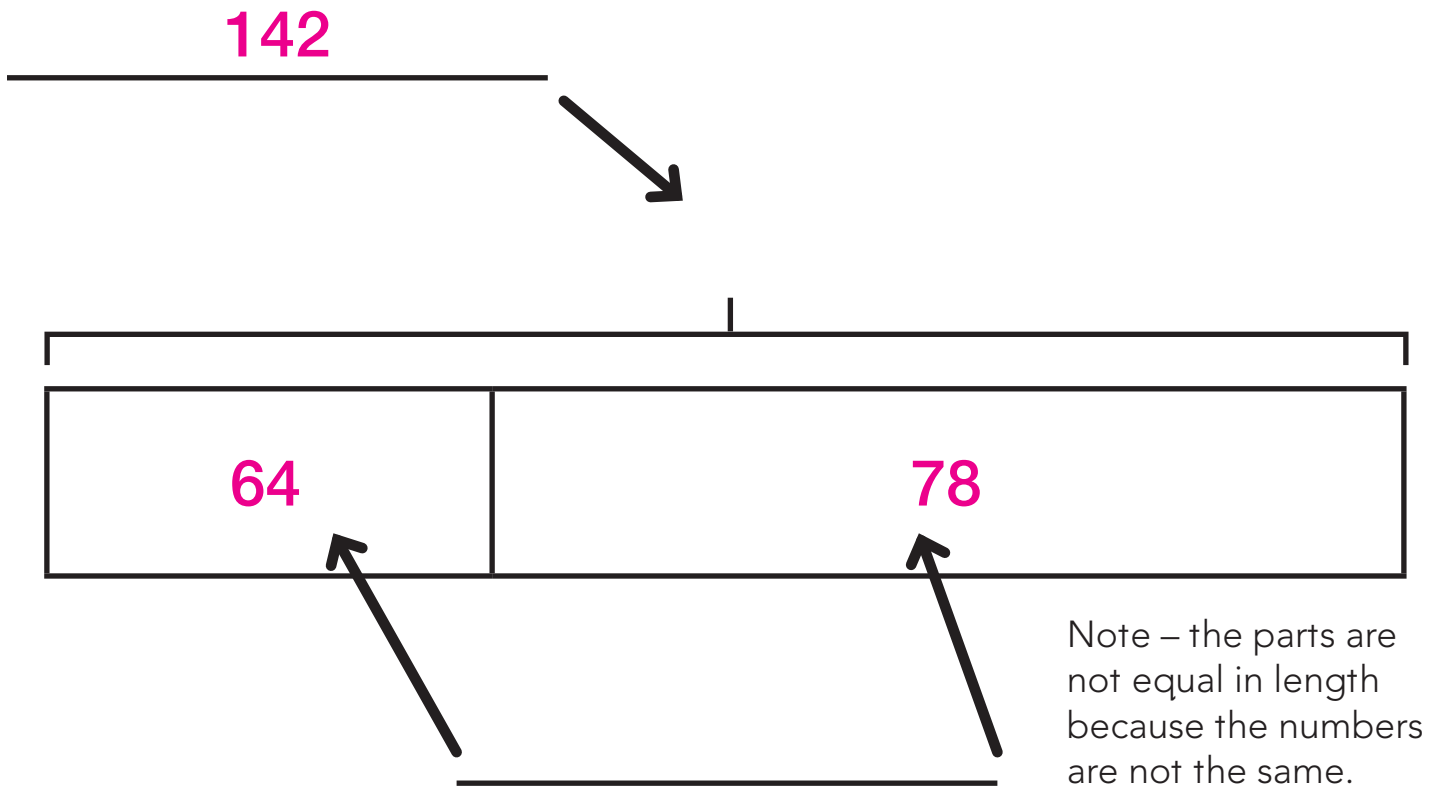 142
64
78
Note – the parts are
not equal in length
because the numbers
are not the same.